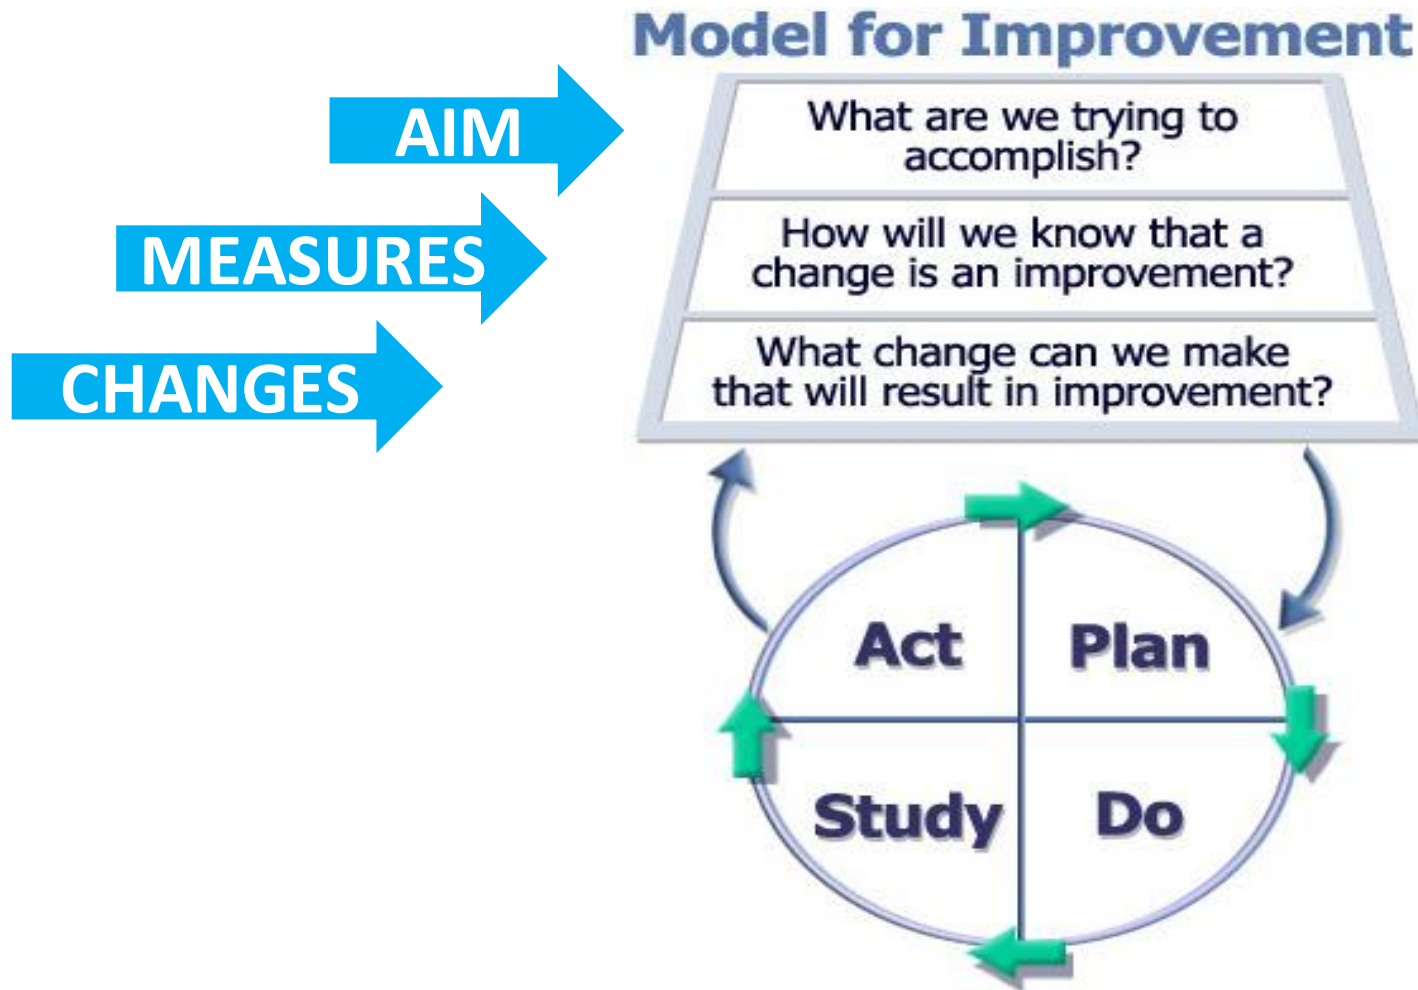 Model for Improvement
AIM
What are we trying to
accomplish?
MEASURES
How will we know that a
change is an improvement?
CHANGES
What change can we make
that will result in improvement?
Act
Plan
Study
Do